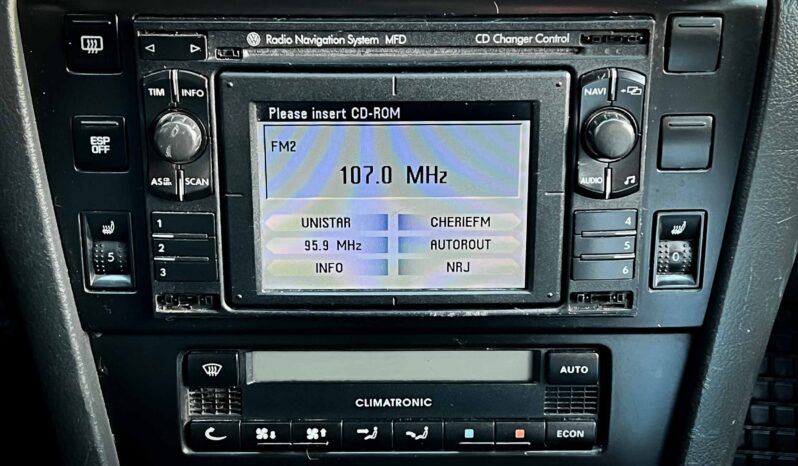 Radio Navigation System MFD CD Changer Control
TIM INFO
NAVI
Please insert CD-ROM
FM2
107.0 MHz
ESP
OFF
AS SCAN
AUDIO
1 UNISTAR CHERIEFM 4
2 95.9 MHz AUTOROUT 5
3 INFO NRJ 6
5 0
AUTO
CLIMATRONIC
ECON